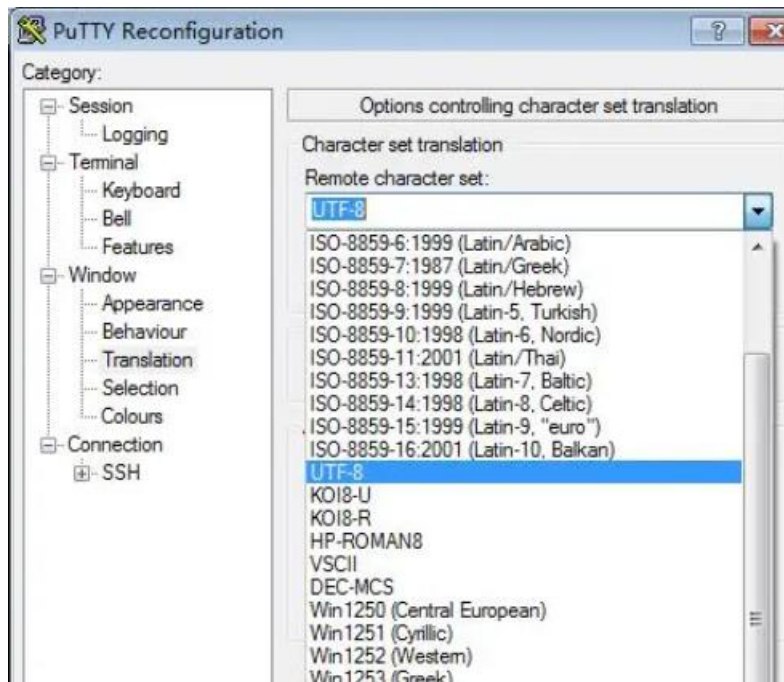 PuTTY Reconfiguration
Category:
Session
Logging
Terminal
Keyboard
Bell
Features
Window
Appearance
Behaviour
Translation
Selection
Colours
Connection
SSH
Options controlling character set translation
Character set translation
Remote character set:
UTF-8
ISO-8859-6:1999 (Latin/Arabic)
ISO-8859-7:1987 (Latin/Greek)
ISO-8859-8:1999 (Latin/Hebrew)
ISO-8859-9:1999 (Latin-5, Turkish)
ISO-8859-10:1998 (Latin-6, Nordic)
ISO-8859-11:2001 (Latin/Thai)
ISO-8859-13:1998 (Latin-7, Baltic)
ISO-8859-14:1998 (Latin-8, Celtic)
ISO-8859-15:1999 (Latin-9, "euro")
ISO-8859-16:2001 (Latin-10, Balkan)
UTF-8
KOI8-U
KOI8-R
HP-ROMAN8
VSCII
DEC-MCS
Win1250 (Central European)
Win1251 (Cyrillic)
Win1252 (Western)
Win1253 (Greek)